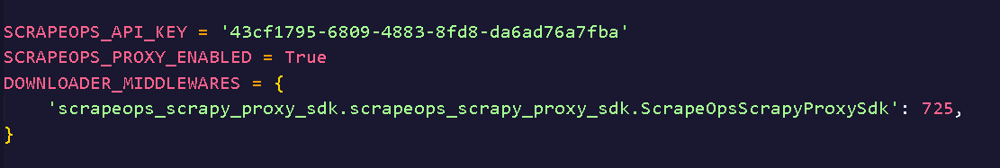 SCRAPEOPS_API_KEY = '43cf1795-6809-4883-8fd8-da6ad76a7fba'
SCRAPEOPS_PROXY_ENABLED = True
DOWNLOADER_MIDDLEWARES = {
    'scrapeops_scrapy_proxy_sdk.scrapeops_scrapy_proxy_sdk.ScrapeOpsScrapyProxySdk': 725,
}